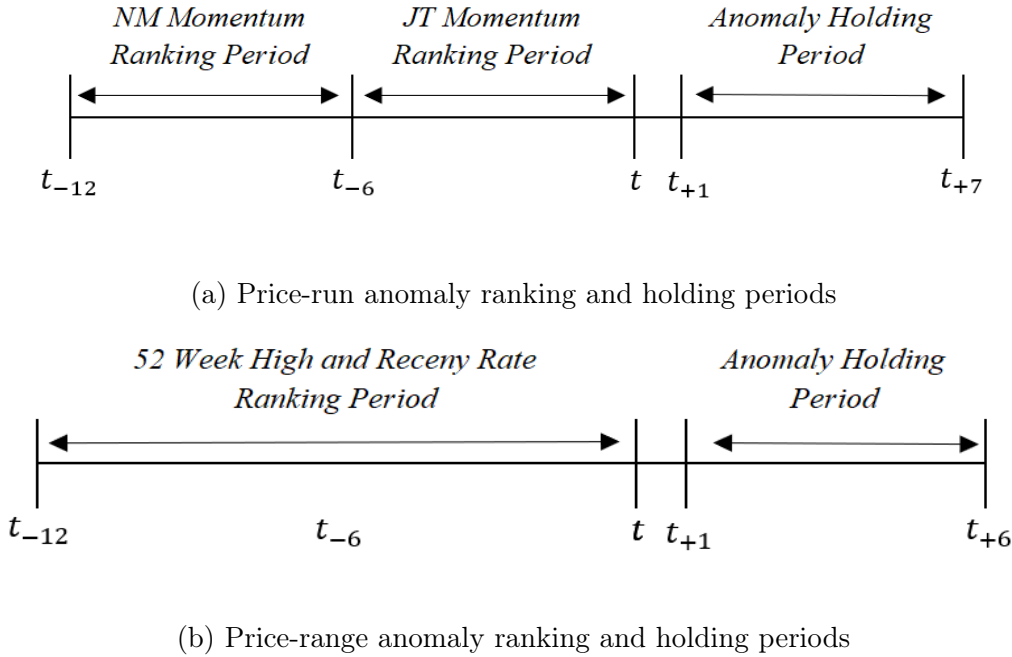 NM Momentum JT Momentum Anomaly Holding
Ranking Period Ranking Period Period
t₋₁₂ t₋₆ t t₊₁ t₊₇
(a) Price-run anomaly ranking and holding periods
52 Week High and Receny Rate Anomaly Holding
Ranking Period Period
t₋₁₂ t₋₆ t t₊₁ t₊₆
(b) Price-range anomaly ranking and holding periods